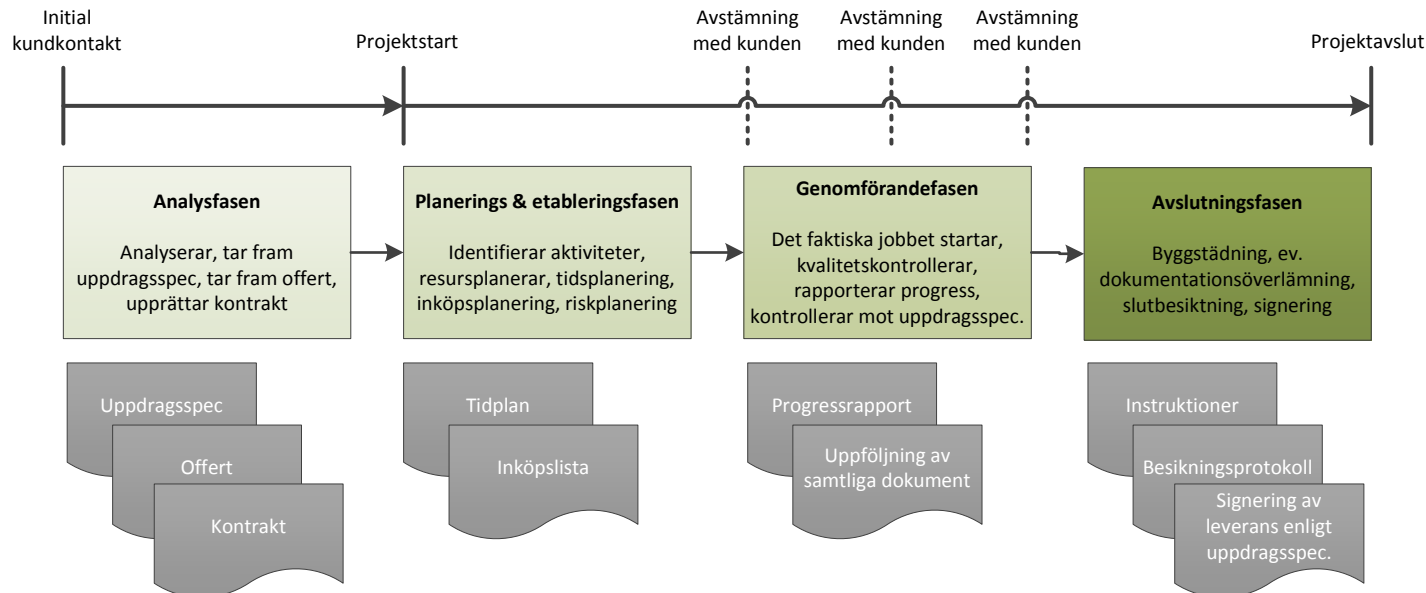 Initial
kundkontakt
Projektstart
Avstämning
med kunden
Avstämning
med kunden
Avstämning
med kunden
Projektavslut
Analysfasen
Analyserar, tar fram
uppdragsspec, tar fram offert,
upprättar kontrakt
Planerings & etableringsfasen
Identifierar aktiviteter,
resursplanerar, tidsplanering,
inköpsplanering, riskplanering
Genomförandefasen
Det faktiska jobbet startar,
kvalitetskontrollerar,
rapporterar progress,
kontrollerar mot uppdragsspec.
Avslutningsfasen
Byggstädning, ev.
dokumentationsöverlämning,
slutbesiktning, signering
Uppdragsspec
Offert
Kontrakt
Tidplan
Inköpslista
Progressrapport
Uppföljning av
samtliga dokument
Instruktioner
Besikningsprotokoll
Signering av
leverans enligt
uppdragsspec.